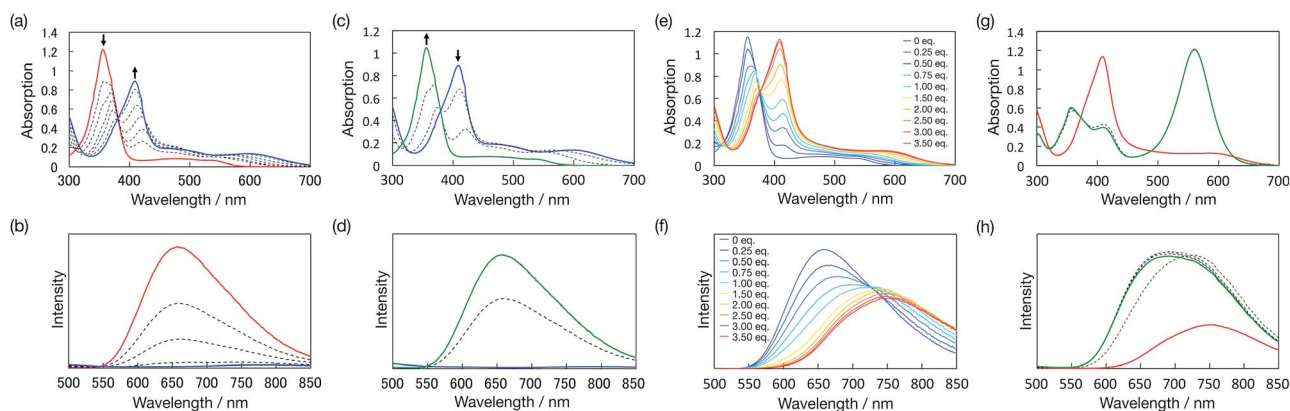 (a)
1.4
1.2
1
0.8
0.6
0.4
0.2
0
Absorption
300
400
500
600
700
Wavelength / nm
(c)
1.2
1
0.8
0.6
0.4
0.2
0
Absorption
300
400
500
600
700
Wavelength / nm
(e)
1.2
1
0.8
0.6
0.4
0.2
0
Absorption
0 eq.
0.25 eq.
0.50 eq.
0.75 eq.
1.00 eq.
1.50 eq.
2.00 eq.
2.50 eq.
3.00 eq.
3.50 eq.
300
400
500
600
700
Wavelength / nm
(g)
1.4
1.2
1
0.8
0.6
0.4
0.2
0
Absorption
300
400
500
600
700
Wavelength / nm
(b)
Intensity
500
550
600
650
700
750
800
850
Wavelength / nm
(d)
Intensity
500
550
600
650
700
750
800
850
Wavelength / nm
(f)
Intensity
0 eq.
0.25 eq.
0.50 eq.
0.75 eq.
1.00 eq.
1.50 eq.
2.00 eq.
2.50 eq.
3.00 eq.
3.50 eq.
500
550
600
650
700
750
800
850
Wavelength / nm
(h)
Intensity
500
550
600
650
700
750
800
850
Wavelength / nm